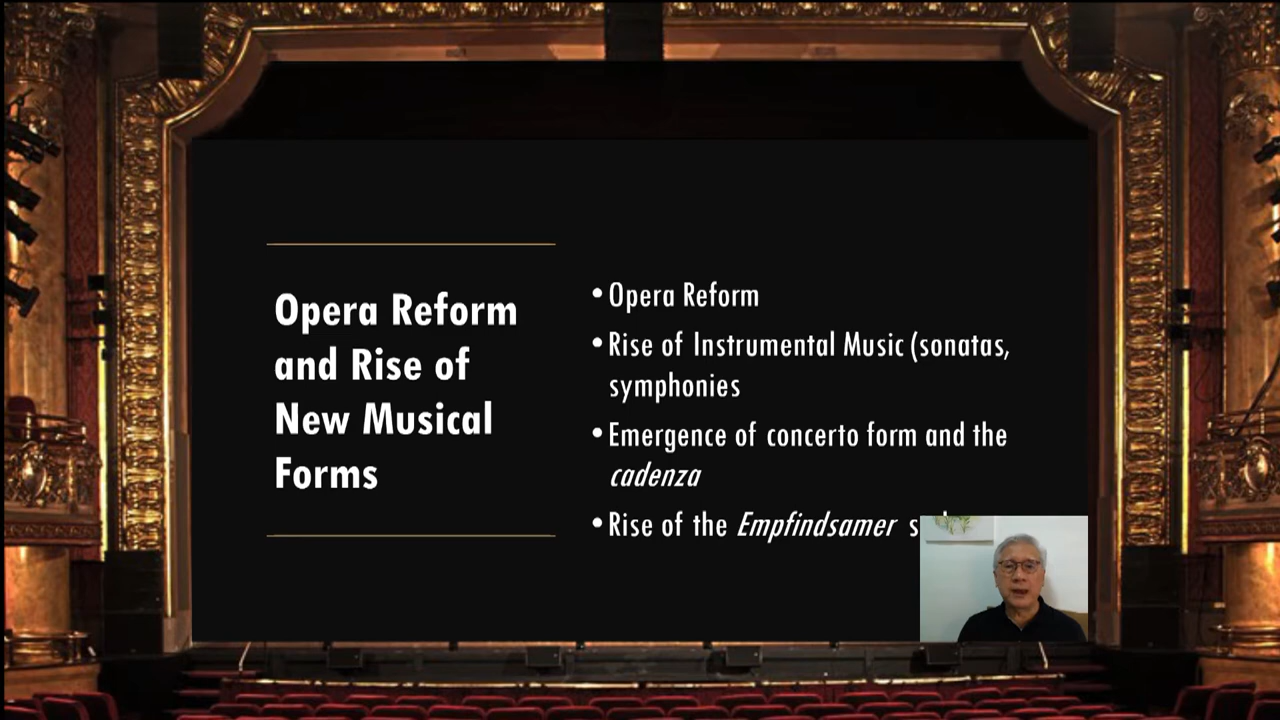 Opera Reform
and Rise of
New Musical
Forms
• Opera Reform
• Rise of Instrumental Music (sonatas,
symphonies
• Emergence of concerto form and the
cadenza
• Rise of the Empfindsamer